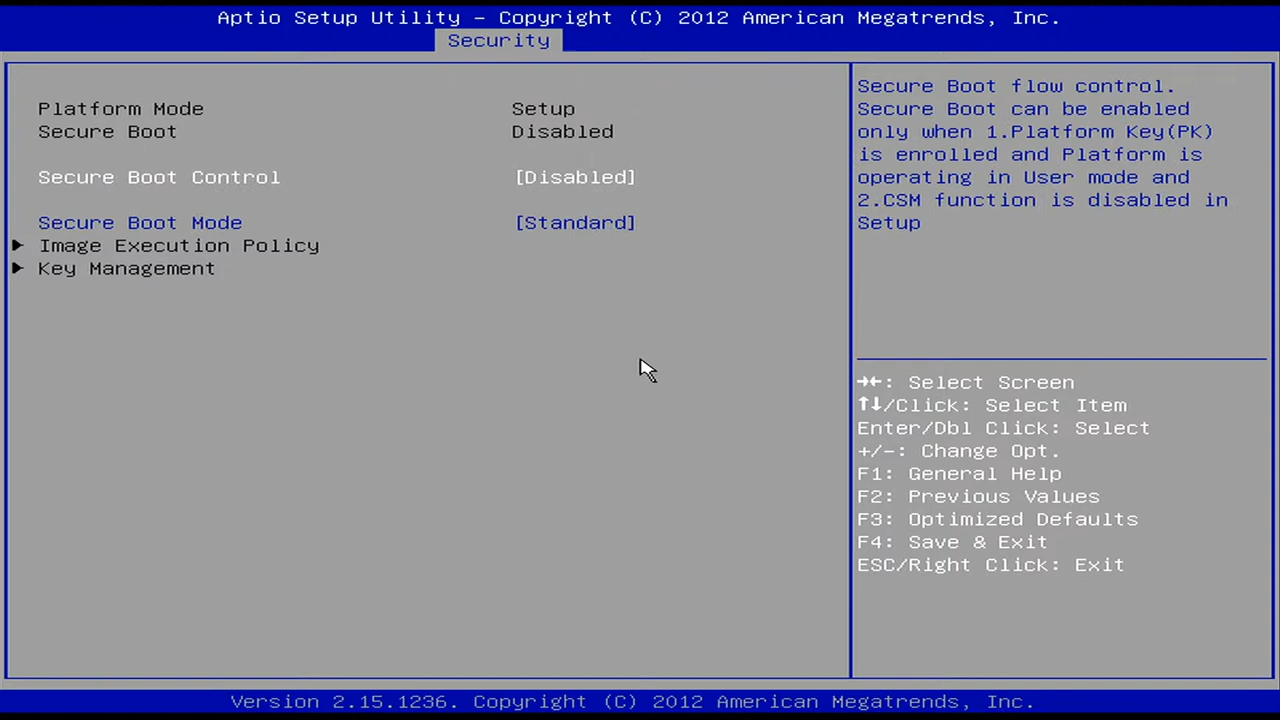 Aptio Setup Utility – Copyright (C) 2012 American Megatrends, Inc.
Security
Platform Mode Setup
Secure Boot Disabled
Secure Boot Control [Disabled]
Secure Boot Mode [Standard]
► Image Execution Policy
► Key Management
Secure Boot flow control.
Secure Boot can be enabled
only when 1.Platform Key(PK)
is enrolled and Platform is
operating in User mode and
2.CSM function is disabled in
Setup
→←: Select Screen
↑↓/Click: Select Item
Enter/Dbl Click: Select
+/-: Change Opt.
F1: General Help
F2: Previous Values
F3: Optimized Defaults
F4: Save & Exit
ESC/Right Click: Exit
Version 2.15.1236. Copyright (C) 2012 American Megatrends, Inc.